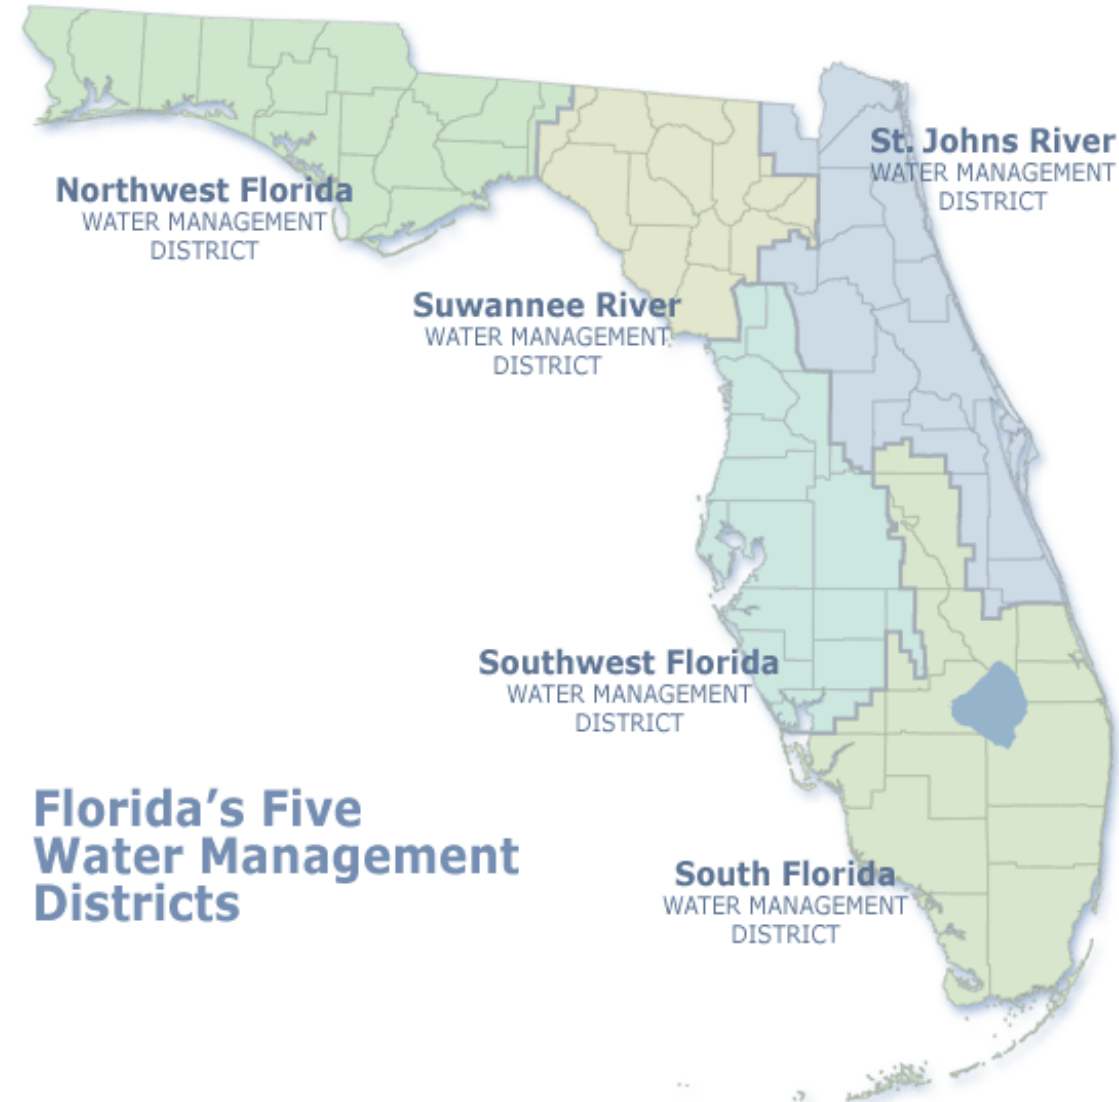 St. Johns River
WATER MANAGEMENT
DISTRICT
Northwest Florida
WATER MANAGEMENT
DISTRICT
Suwannee River
WATER MANAGEMENT
DISTRICT
Southwest Florida
WATER MANAGEMENT
DISTRICT
Florida’s Five
Water Management
Districts
South Florida
WATER MANAGEMENT
DISTRICT